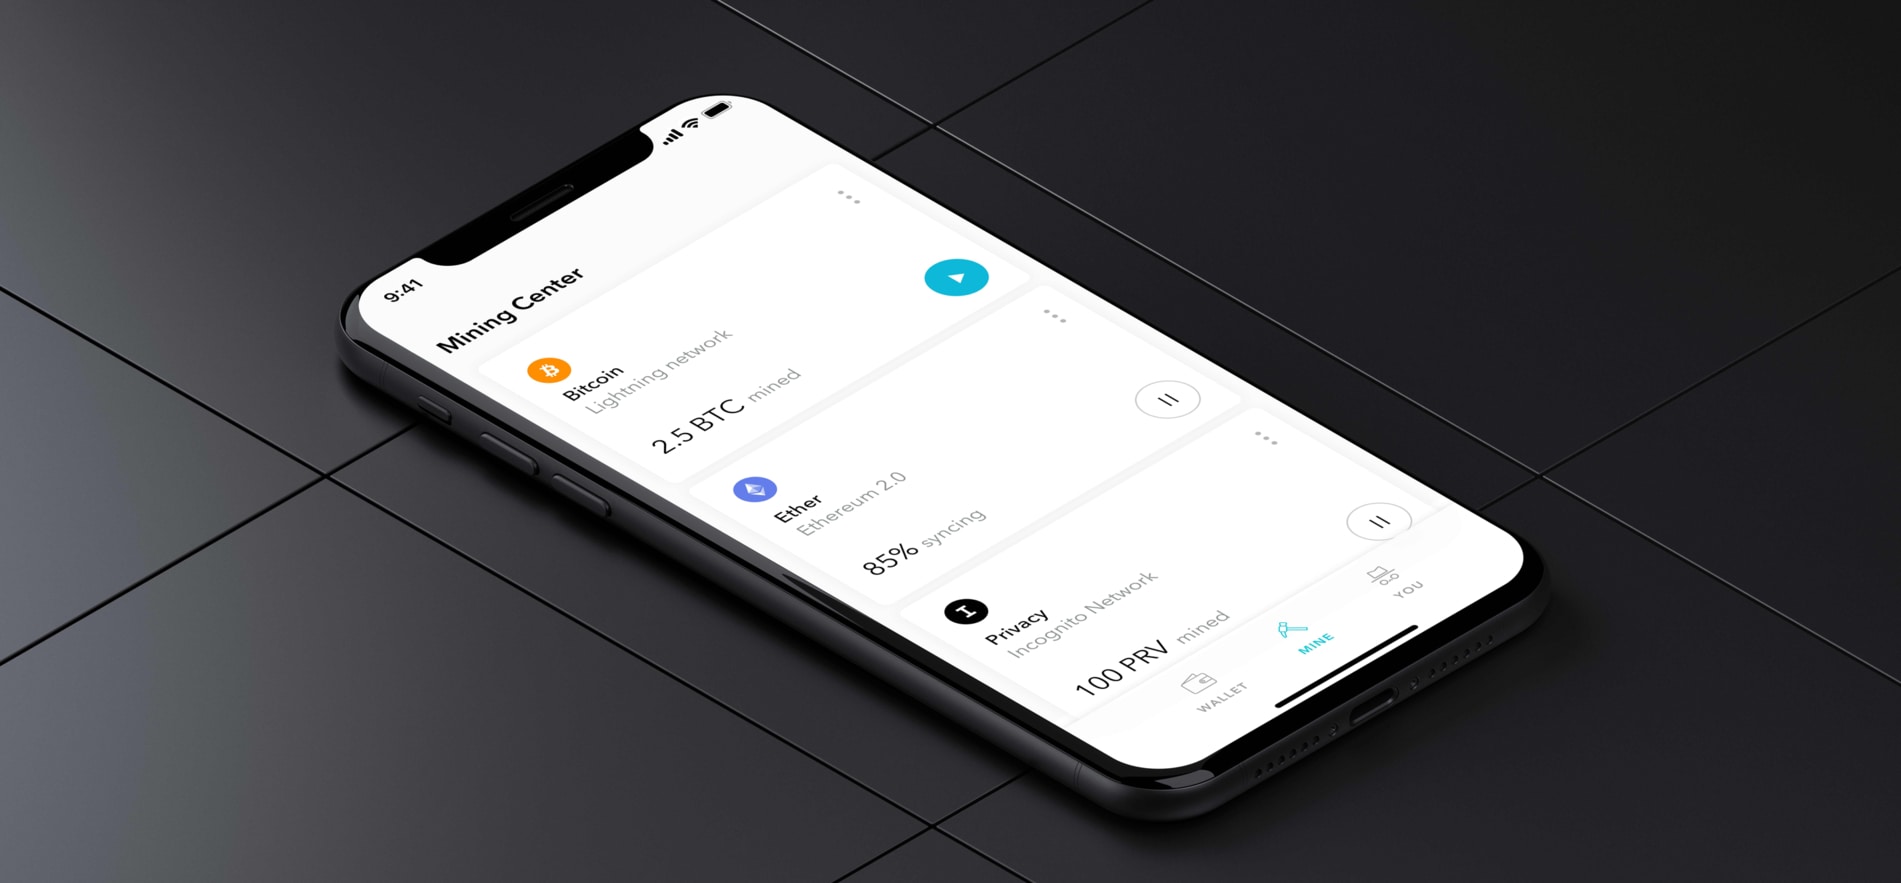 9:41
Mining Center
Bitcoin
Lightning network
2.5 BTC mined
Ether
Ethereum 2.0
85% syncing
Privacy
Incognito Network
100 PRV mined
WALLET
MINE
YOU